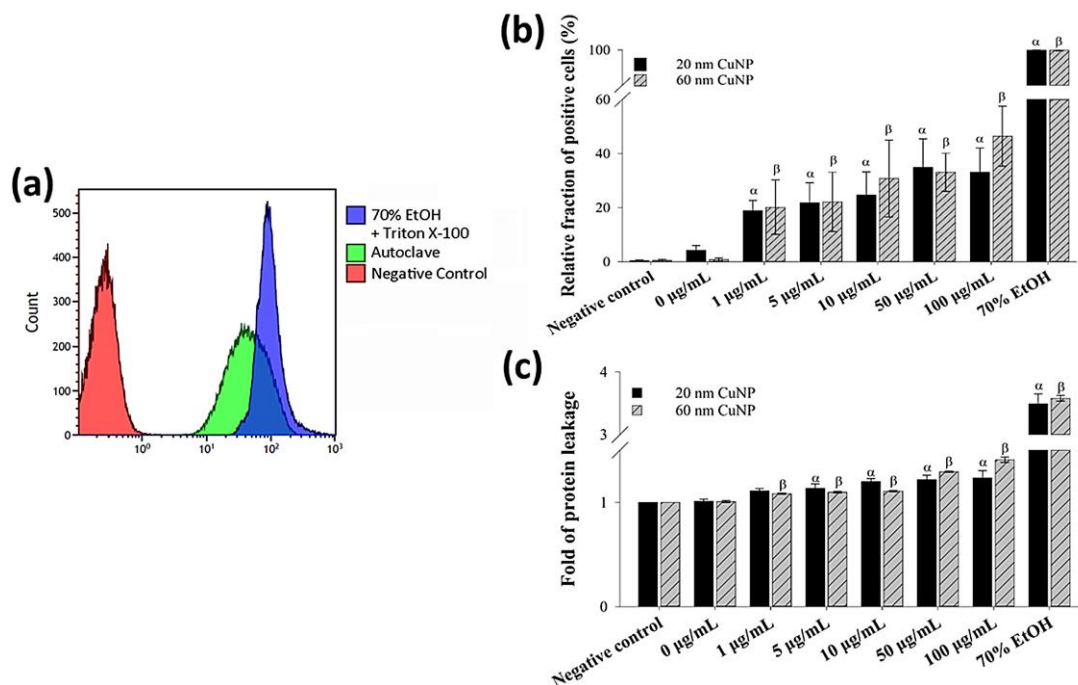 (a)
500
400
300
200
100
0
Count
10⁰
10¹
10²
10³
70% EtOH
+ Triton X-100
Autoclave
Negative Control
(b)
Relative fraction of positive cells (%)
100
60
40
20
0
20 nm CuNP
60 nm CuNP
α β
α β
α β
α β
α β
α β
Negative control
0 µg/mL
1 µg/mL
5 µg/mL
10 µg/mL
50 µg/mL
100 µg/mL
70% EtOH
(c)
Fold of protein leakage
4
3
1
0
20 nm CuNP
60 nm CuNP
β
α β
α β
α β
α β
α β
Negative control
0 µg/mL
1 µg/mL
5 µg/mL
10 µg/mL
50 µg/mL
100 µg/mL
70% EtOH